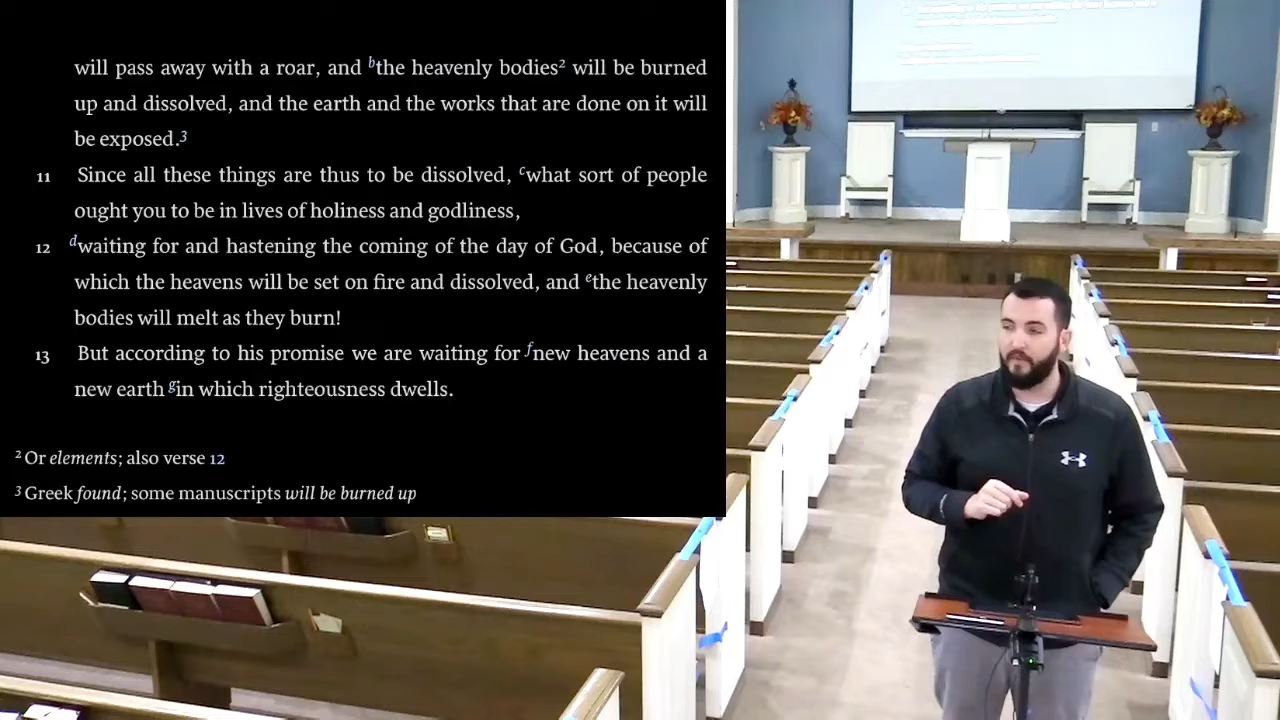 will pass away with a roar, and ᵇthe heavenly bodies² will be burned
up and dissolved, and the earth and the works that are done on it will
be exposed.³
11 Since all these things are thus to be dissolved, ᶜwhat sort of people
ought you to be in lives of holiness and godliness,
12 ᵈwaiting for and hastening the coming of the day of God, because of
which the heavens will be set on fire and dissolved, and ᵉthe heavenly
bodies will melt as they burn!
13 But according to his promise we are waiting for ᶠnew heavens and a
new earth ᵍin which righteousness dwells.
² Or elements; also verse 12
³ Greek found; some manuscripts will be burned up